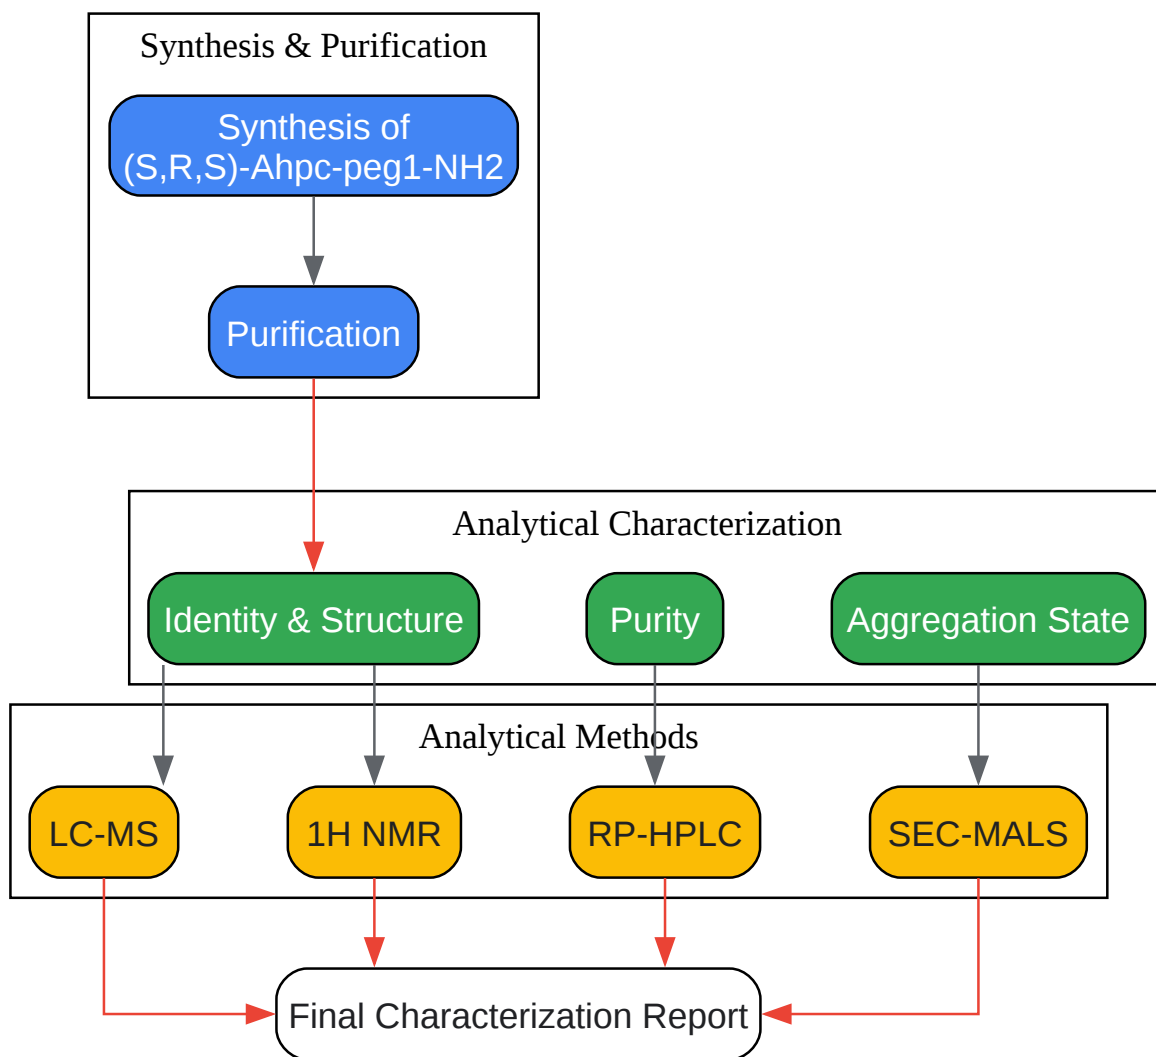 Synthesis & Purification
Synthesis of
(S,R,S)-Ahpc-peg1-NH2
Purification
Analytical Characterization
Identity & Structure
Purity
Aggregation State
Analytical Methods
LC-MS
1H NMR
RP-HPLC
SEC-MALS
Final Characterization Report